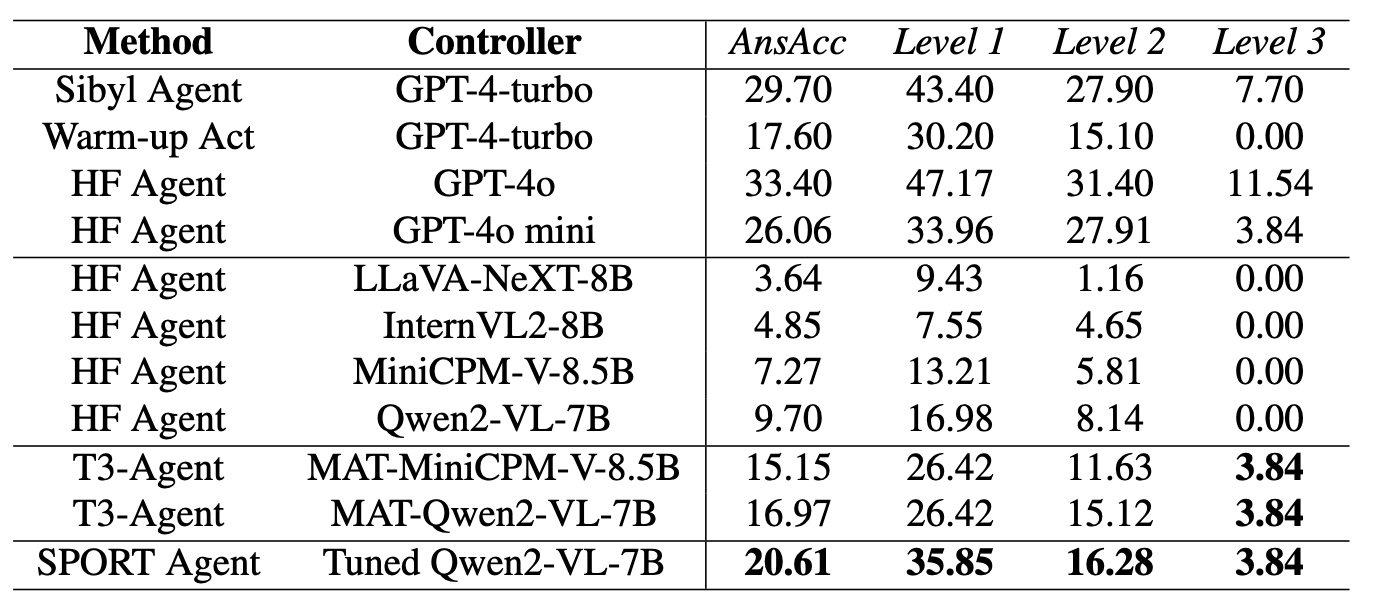 Method Controller AnsAcc Level 1 Level 2 Level 3
Sibyl Agent GPT-4-turbo 29.70 43.40 27.90 7.70
Warm-up Act GPT-4-turbo 17.60 30.20 15.10 0.00
HF Agent GPT-4o 33.40 47.17 31.40 11.54
HF Agent GPT-4o mini 26.06 33.96 27.91 3.84
HF Agent LLaVA-NeXT-8B 3.64 9.43 1.16 0.00
HF Agent InternVL2-8B 4.85 7.55 4.65 0.00
HF Agent MiniCPM-V-8.5B 7.27 13.21 5.81 0.00
HF Agent Qwen2-VL-7B 9.70 16.98 8.14 0.00
T3-Agent MAT-MiniCPM-V-8.5B 15.15 26.42 11.63 3.84
T3-Agent MAT-Qwen2-VL-7B 16.97 26.42 15.12 3.84
SPORT Agent Tuned Qwen2-VL-7B 20.61 35.85 16.28 3.84